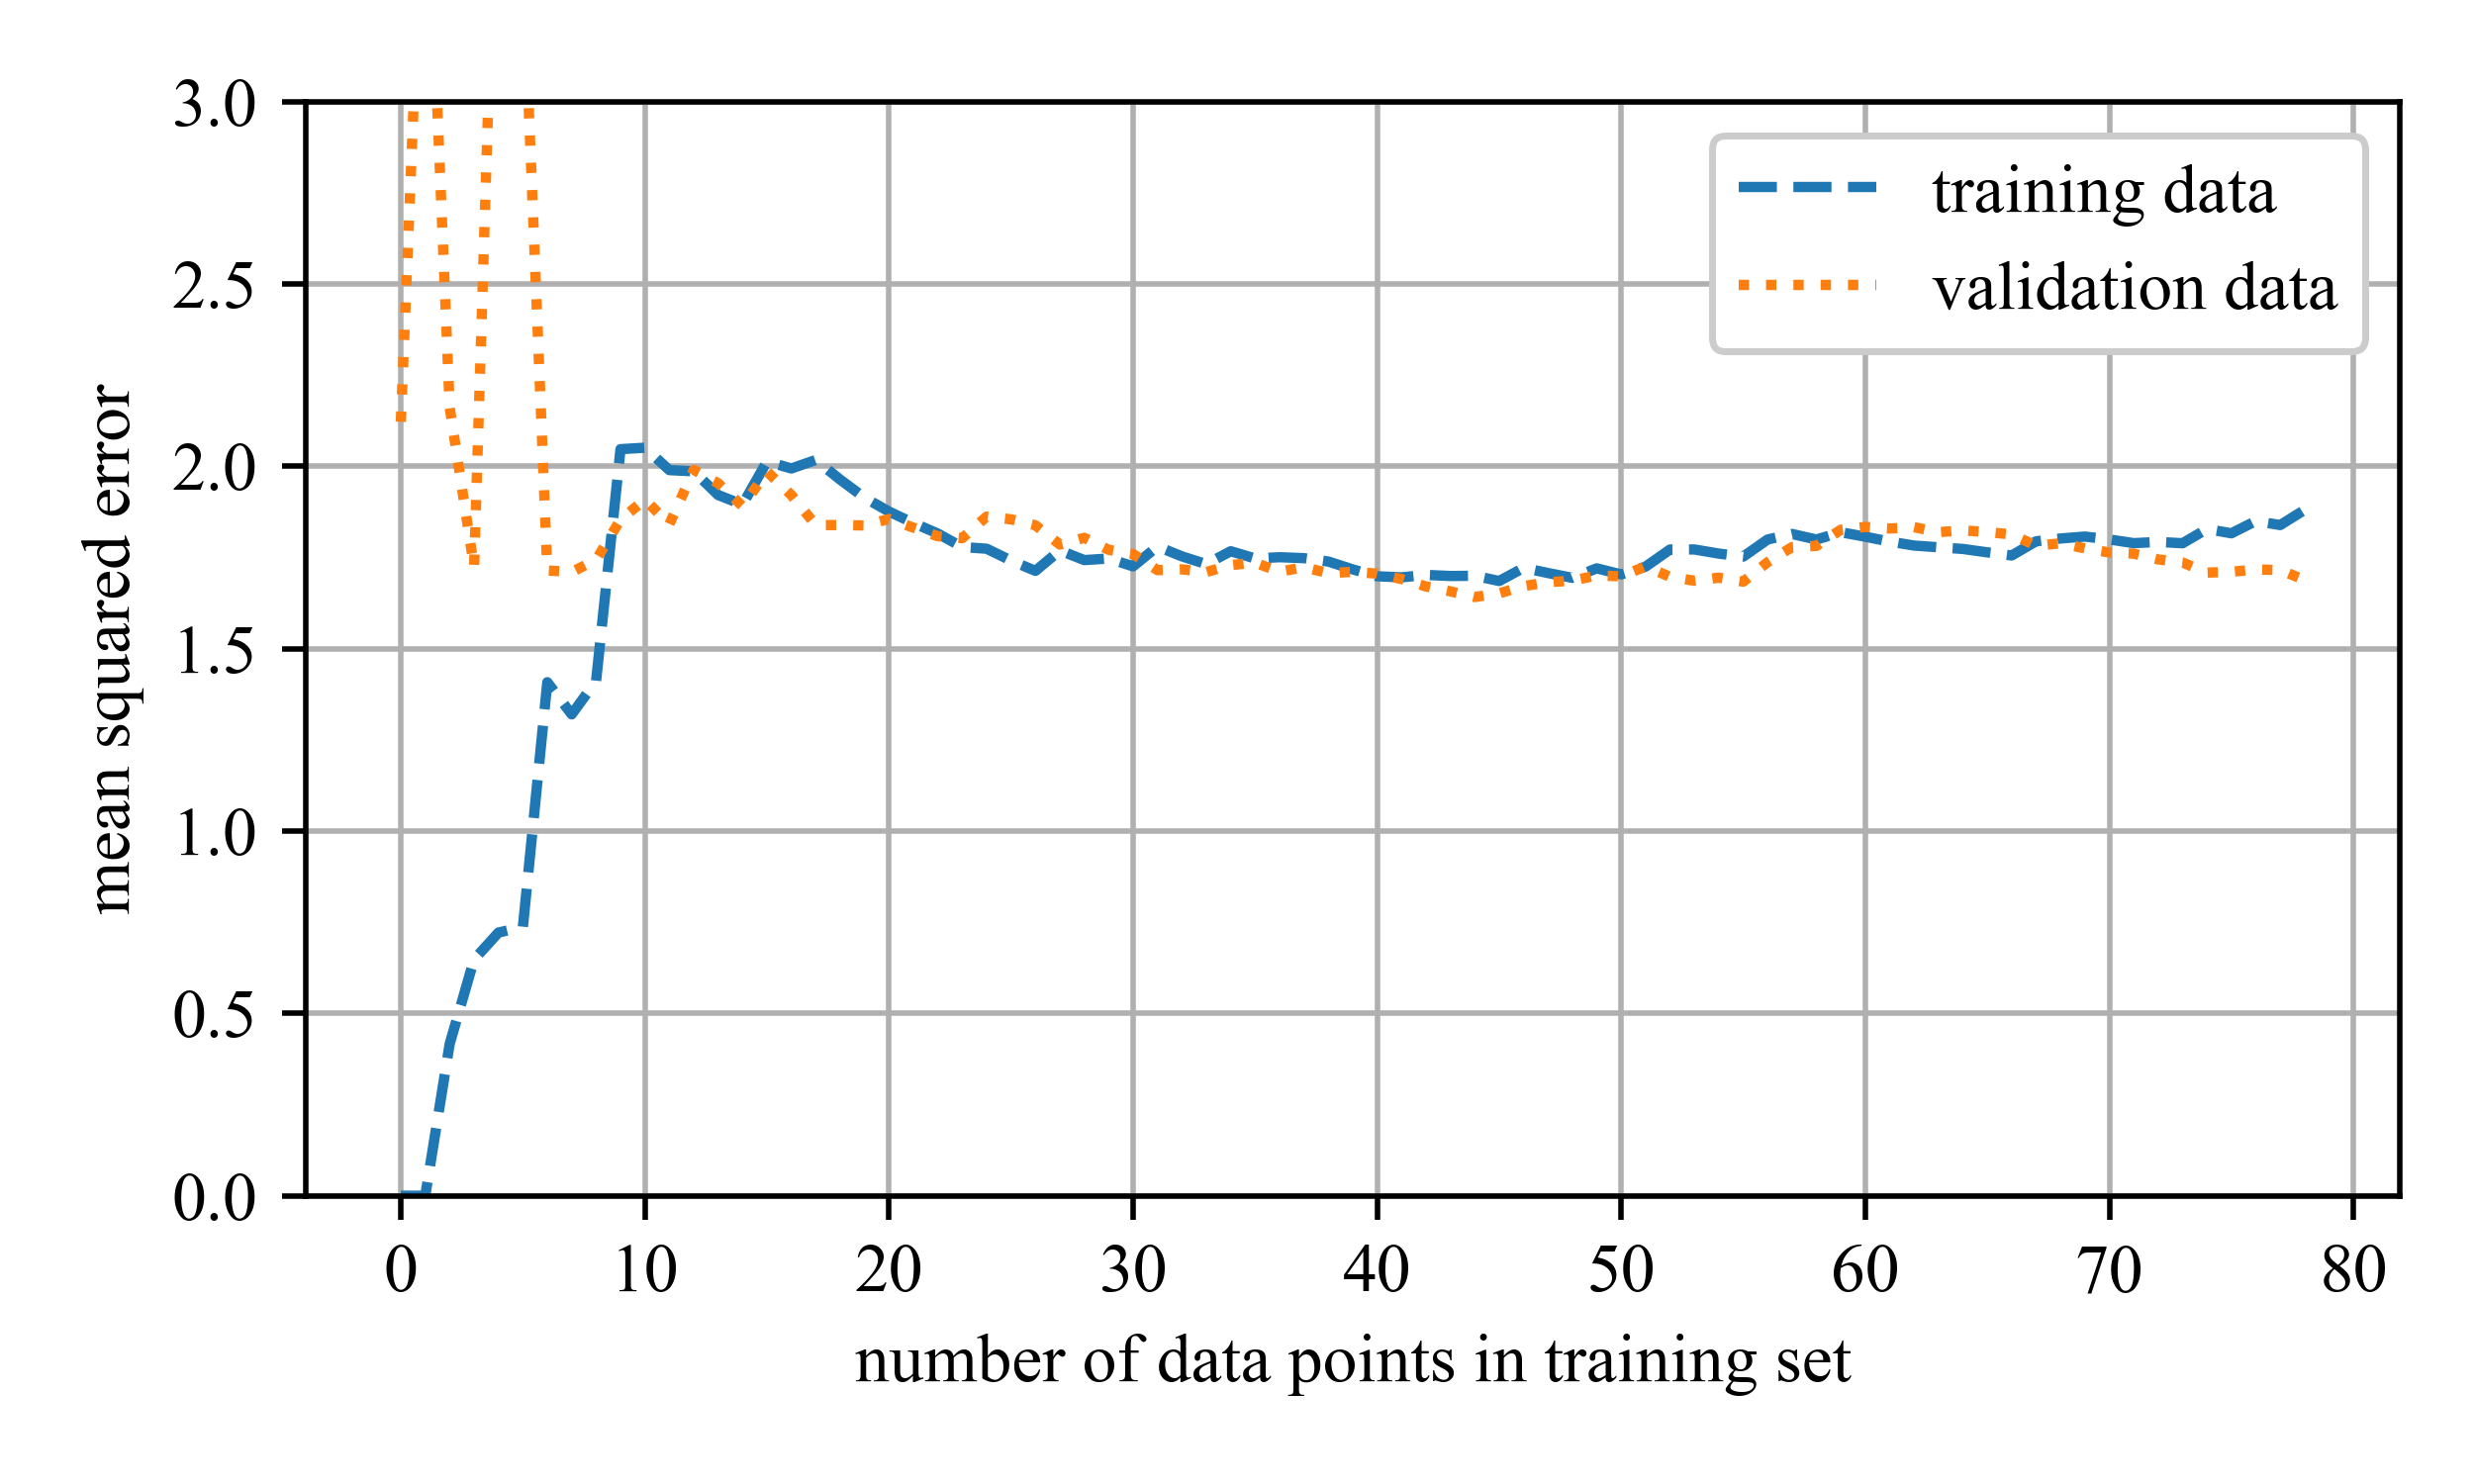 3.0
2.5
2.0
1.5
1.0
0.5
0.0
mean squared error
training data
validation data
0 10 20 30 40 50 60 70 80
number of data points in training set